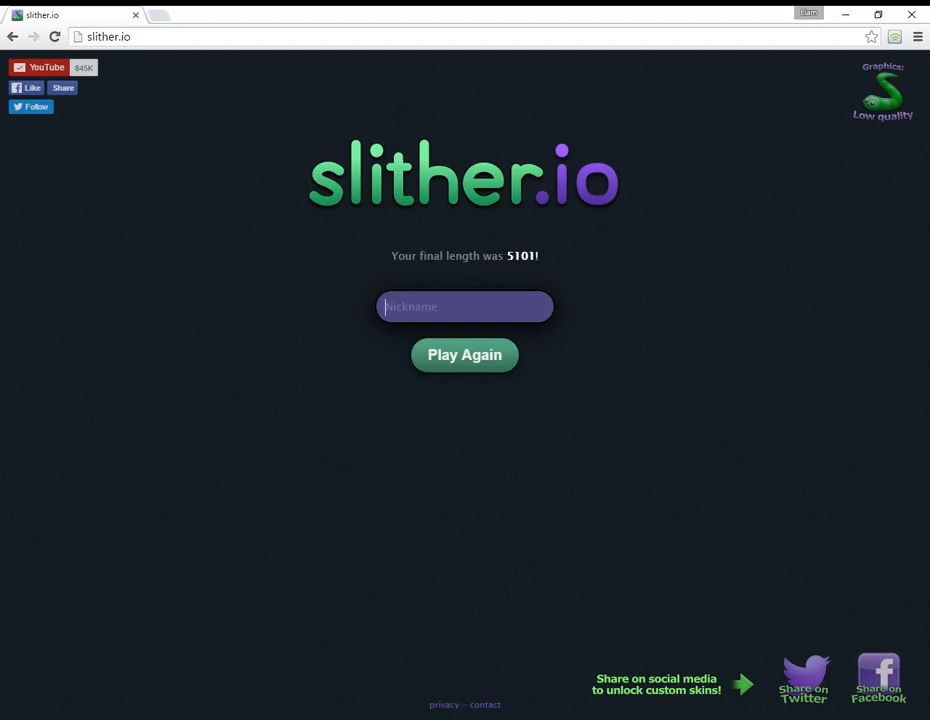 slither.io
Liam
slither.io
YouTube 845K
Like Share
Follow
Graphics:
Low quality
slither.io
Your final length was 5101!
Nickname
Play Again
Share on social media
to unlock custom skins!
Share on
Twitter
Share on
Facebook
privacy - contact